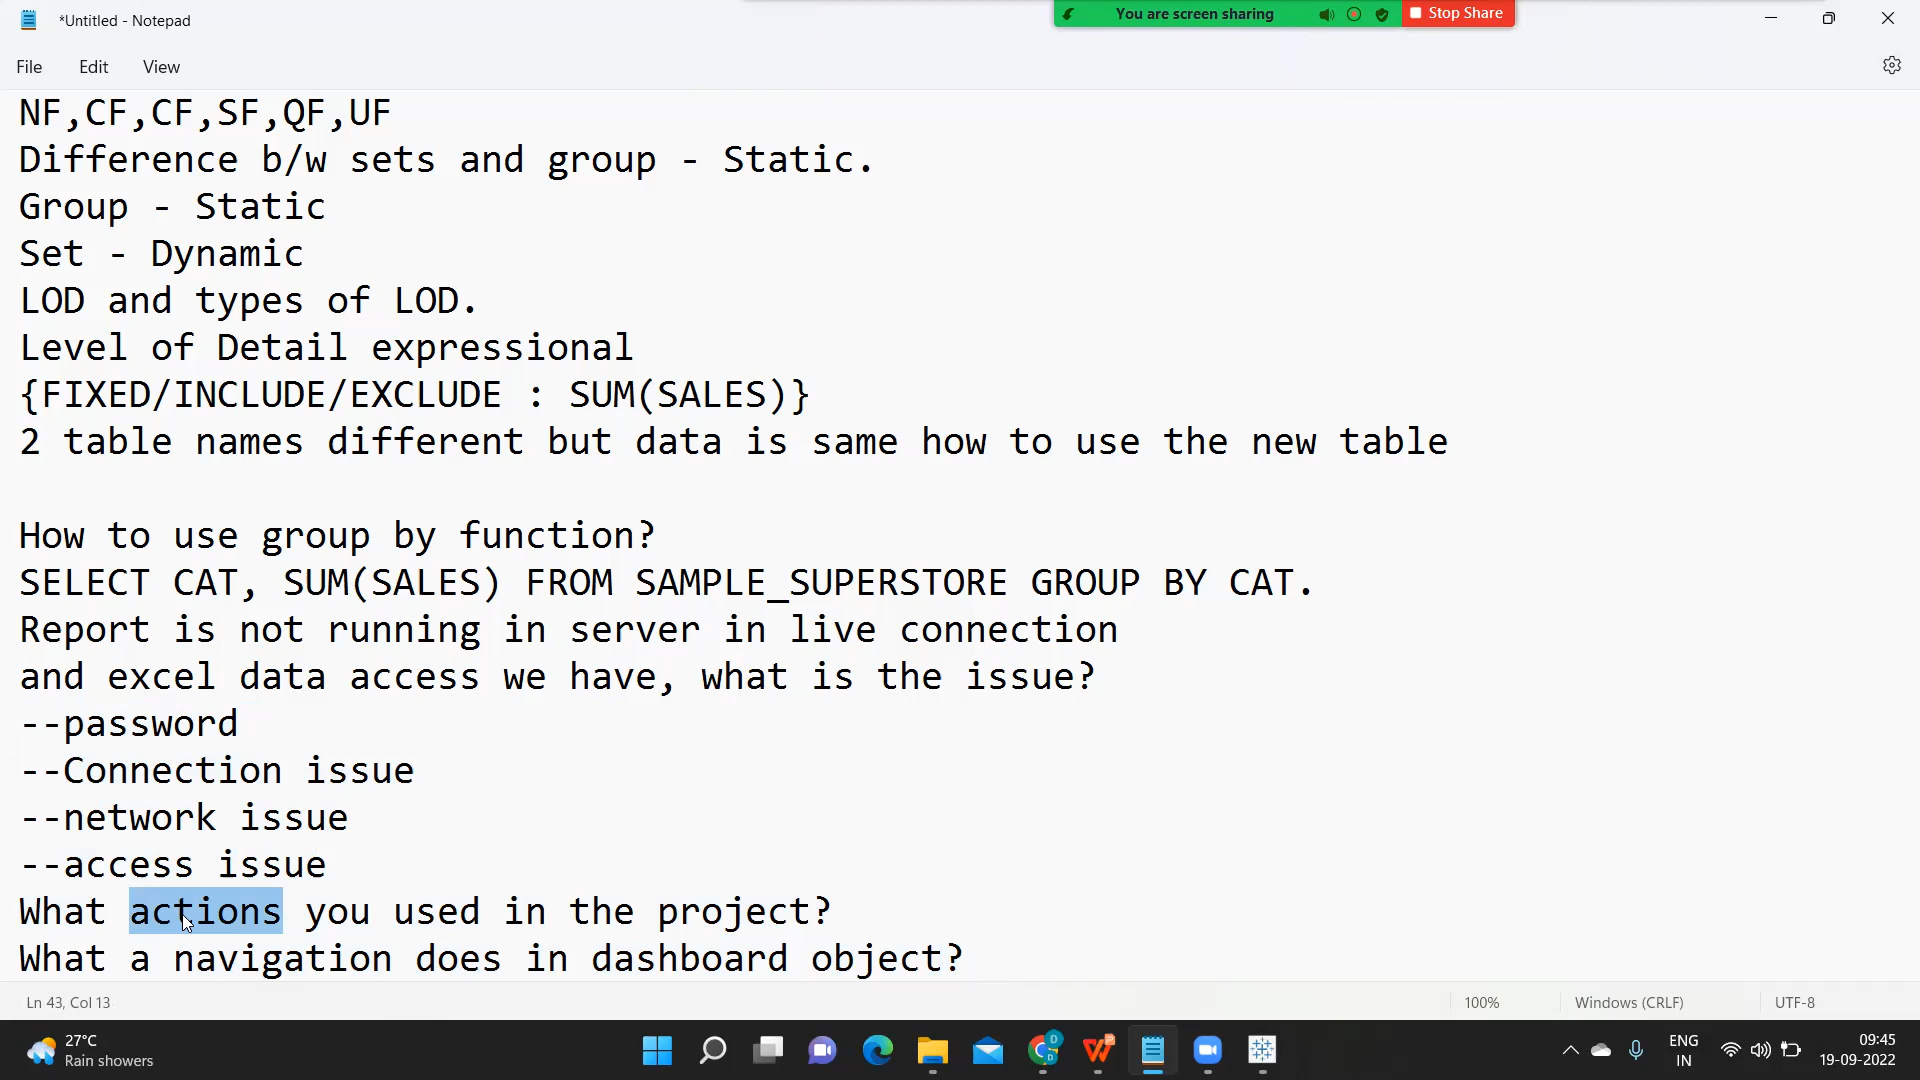 *Untitled - Notepad
You are screen sharing
Stop Share
File Edit View
NF,CF,CF,SF,QF,UF
Difference b/w sets and group - Static.
Group - Static
Set - Dynamic
LOD and types of LOD.
Level of Detail expressional
{FIXED/INCLUDE/EXCLUDE : SUM(SALES)}
2 table names different but data is same how to use the new table
How to use group by function?
SELECT CAT, SUM(SALES) FROM SAMPLE_SUPERSTORE GROUP BY CAT.
Report is not running in server in live connection
and excel data access we have, what is the issue?
--password
--Connection issue
--network issue
--access issue
What actions you used in the project?
What a navigation does in dashboard object?
Ln 43, Col 13 100% Windows (CRLF) UTF-8
27°C
Rain showers
ENG
IN
09:45
19-09-2022